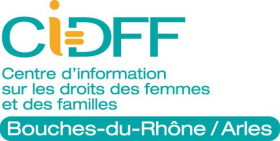 CiDFF
Centre d'information
sur les droits des femmes
et des familles
Bouches-du-Rhône / Arles